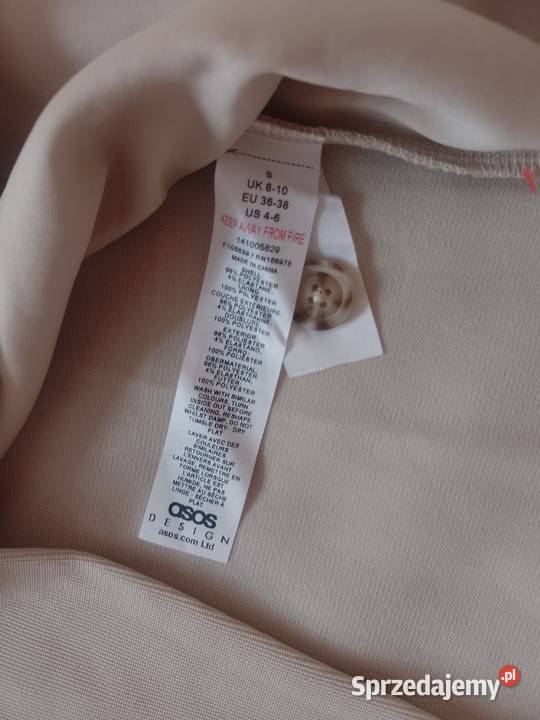 S
UK 8-10
EU 36-38
US 4-6
KEEP AWAY FROM FIRE
141005829
F108639 / RN166978
MADE IN CHINA
SHELL:
96% POLYESTER
4% ELASTANE,
LINING:
100% POLYESTER
COUCHE EXTÉRIEURE:
96% POLYESTER
4% ÉLASTHANNE,
DOUBLURE:
100% POLYESTER
EXTERIOR:
96% POLIÉSTER
4% ELASTANO,
FORRO:
100% POLIÉSTER
OBERMATERIAL:
96% POLYESTER
4% ELASTHAN,
FUTTER:
100% POLYESTER
WASH WITH SIMILAR
COLOURS, TURN
INSIDE OUT BEFORE
CLEANING, RESHAPE
WHILST DAMP, DO NOT
TUMBLE DRY, DRY
FLAT
LAVER AVEC DES
COULEURS
SIMILAIRES,
RETOURNER SUR
L'ENVERS AVANT
LAVAGE, REMETTRE EN
FORME LORSQUE
L'ARTICLE EST
HUMIDE, NE PAS
METTRE AU SÈCHE
LINGE - SÉCHER À
PLAT
asos
DESIGN
asos.com Ltd
Sprzedajemy.pl